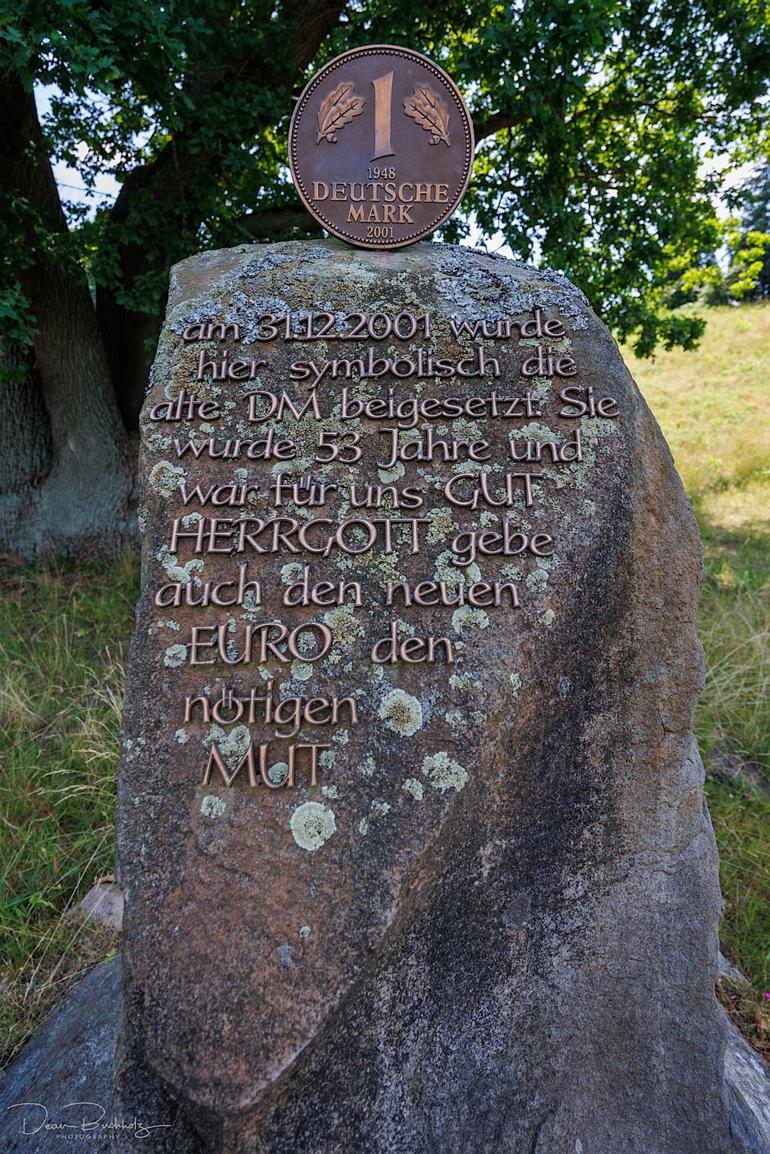 1
1948
DEUTSCHE
MARK
2001
am 31.12.2001 wurde
hier symbolisch die
alte DM beigesetzt. Sie
wurde 53 Jahre und
war für uns GUT
HERRGOTT gebe
auch den neuen
EURO den
nötigen
MUT
Dean Buchholz
PHOTOGRAPHY